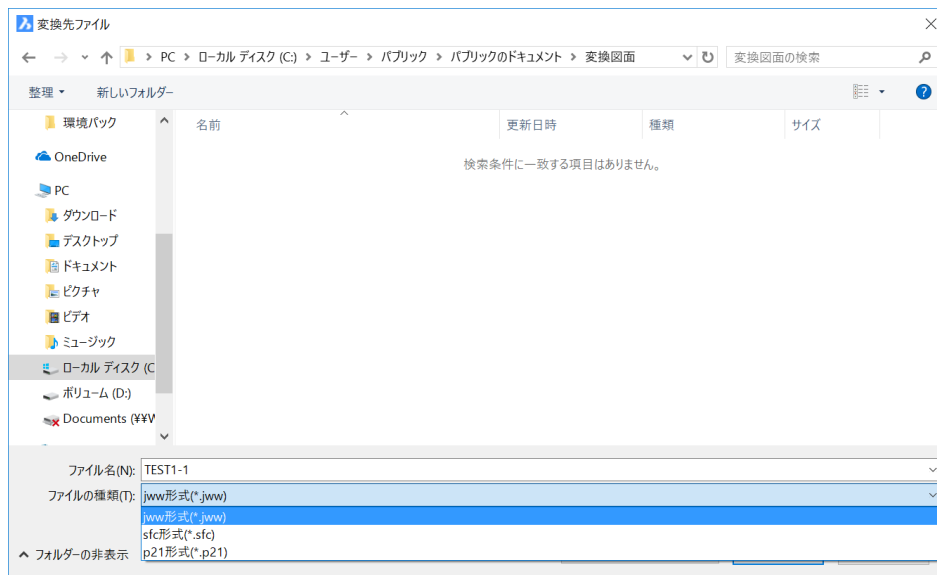 変換先ファイル
PC > ローカル ディスク (C:) > ユーザー > パブリック > パブリックのドキュメント > 変換図面
変換図面の検索
整理
新しいフォルダー
名前
更新日時
種類
サイズ
検索条件に一致する項目はありません。
環境パック
OneDrive
PC
ダウンロード
デスクトップ
ドキュメント
ピクチャ
ビデオ
ミュージック
ローカル ディスク (C
ボリューム (D:)
Documents (¥¥W
ファイル名(N): TEST1-1
ファイルの種類(T): jww形式(*.jww)
jww形式(*.jww)
sfc形式(*.sfc)
p21形式(*.p21)
フォルダーの非表示